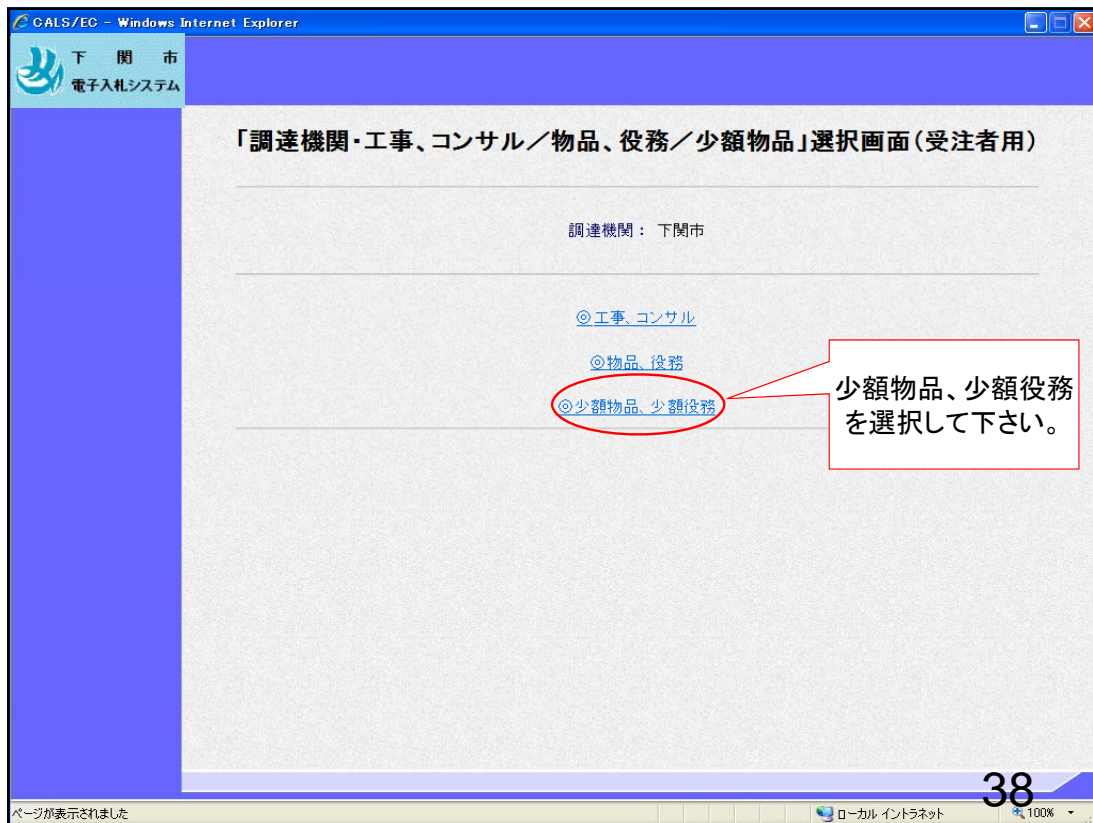 CALS/EC - Windows Internet Explorer
下 関 市
電子入札システム
「調達機関・工事、コンサル／物品、役務／少額物品」選択画面（受注者用）
調達機関： 下関市
◎工事、コンサル
◎物品、役務
◎少額物品、少額役務
少額物品、少額役務
を選択して下さい。
38
ページが表示されました
ローカル イントラネット
100%